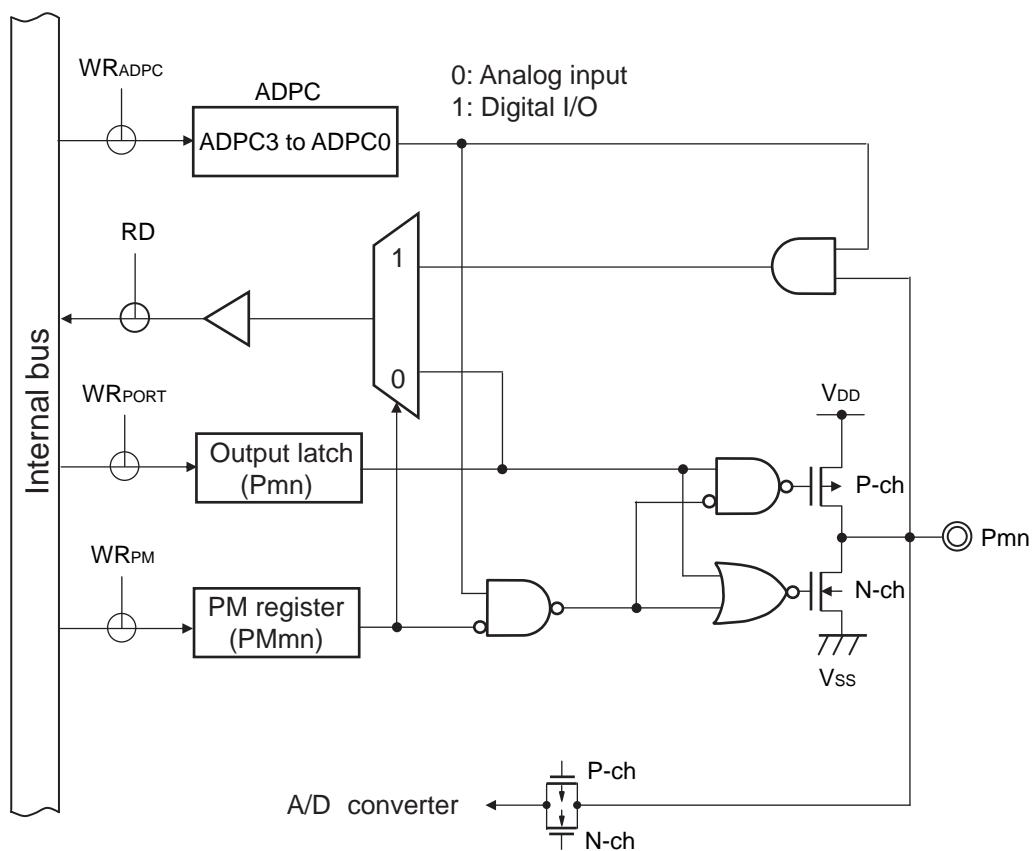 WRADPC
ADPC
0: Analog input
1: Digital I/O
ADPC3 to ADPC0
RD
1
0
Internal bus
WRPORT
Output latch
(Pmn)
VDD
P-ch
Pmn
N-ch
VSS
WRPM
PM register
(PMmn)
P-ch
A/D converter
N-ch